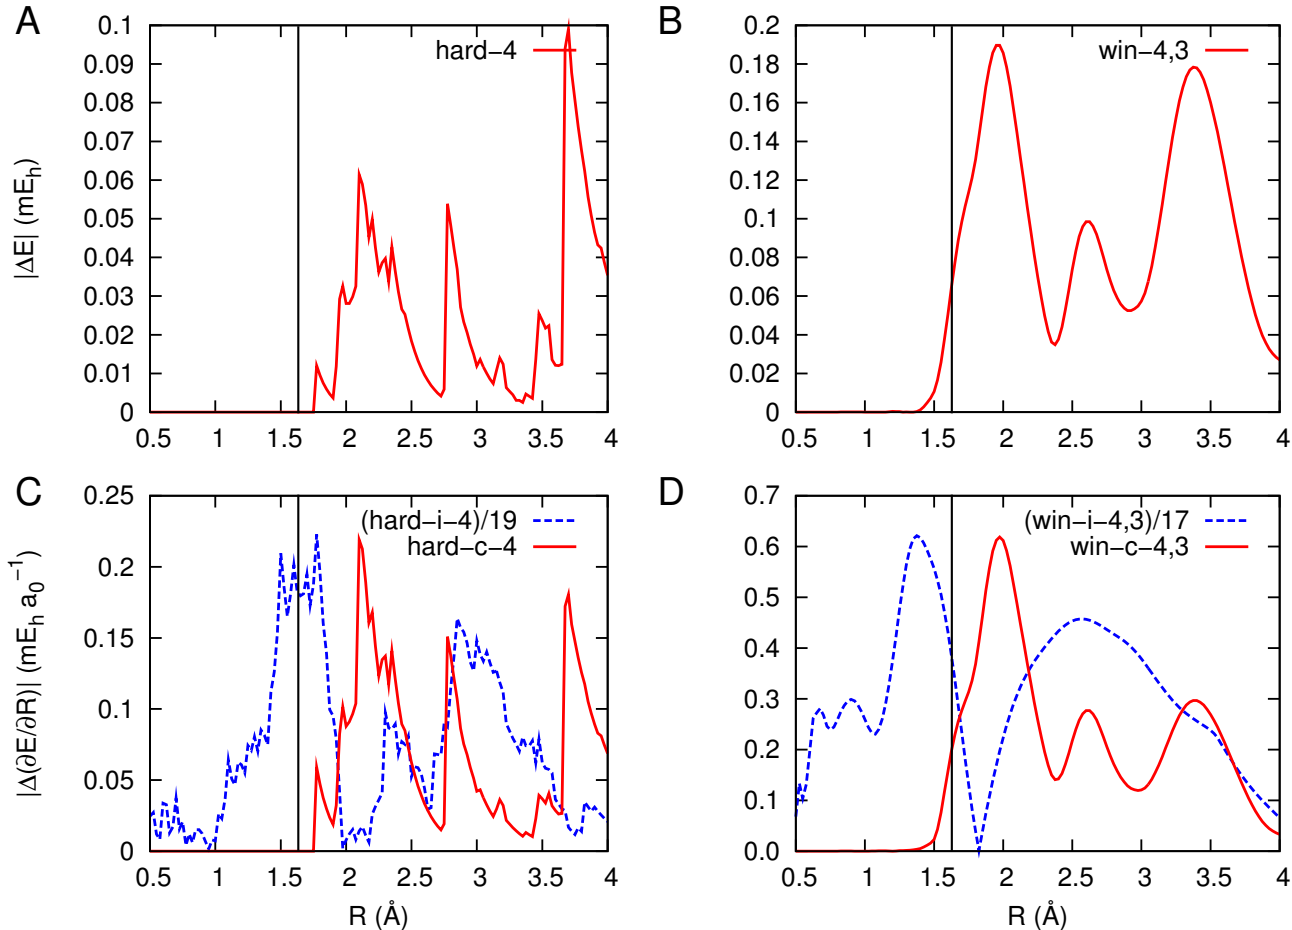 A
hard−4
|ΔE| (mE_h)
0.1
0.09
0.08
0.07
0.06
0.05
0.04
0.03
0.02
0.01
0
0.5 1 1.5 2 2.5 3 3.5 4
B
win−4,3
0.2
0.18
0.16
0.14
0.12
0.1
0.08
0.06
0.04
0.02
0
0.5 1 1.5 2 2.5 3 3.5 4
C
(hard−i−4)/19
hard−c−4
|Δ(∂E/∂R)| (mE_h a_0^−1)
0.25
0.2
0.15
0.1
0.05
0
0.5 1 1.5 2 2.5 3 3.5 4
R (Å)
D
(win−i−4,3)/17
win−c−4,3
0.7
0.6
0.5
0.4
0.3
0.2
0.1
0.0
0.5 1 1.5 2 2.5 3 3.5 4
R (Å)